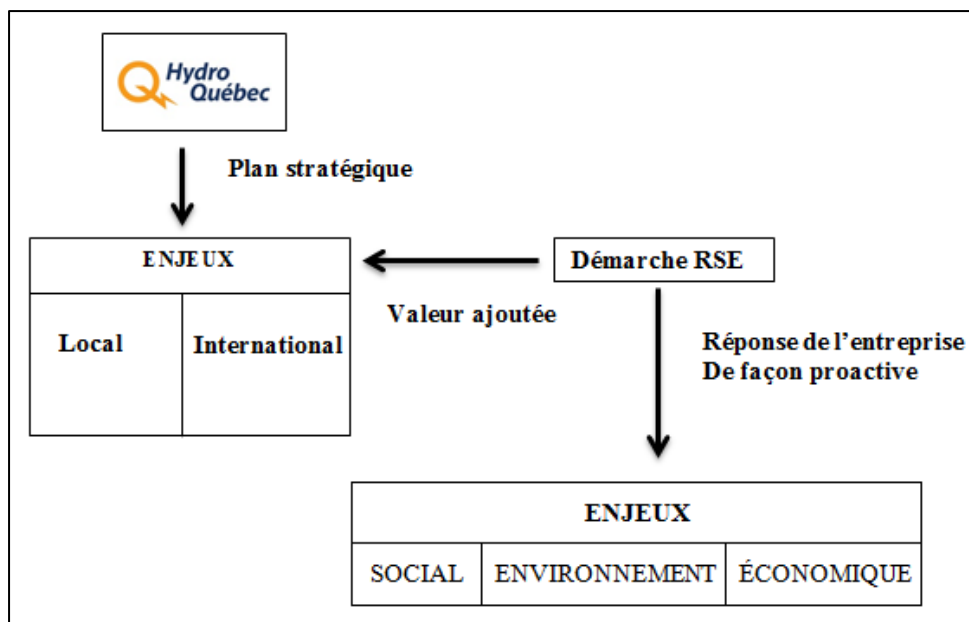 Hydro
Québec
Plan stratégique
ENJEUX
Démarche RSE
Valeur ajoutée
Local
International
Réponse de l'entreprise
De façon proactive
ENJEUX
SOCIAL
ENVIRONNEMENT
ÉCONOMIQUE